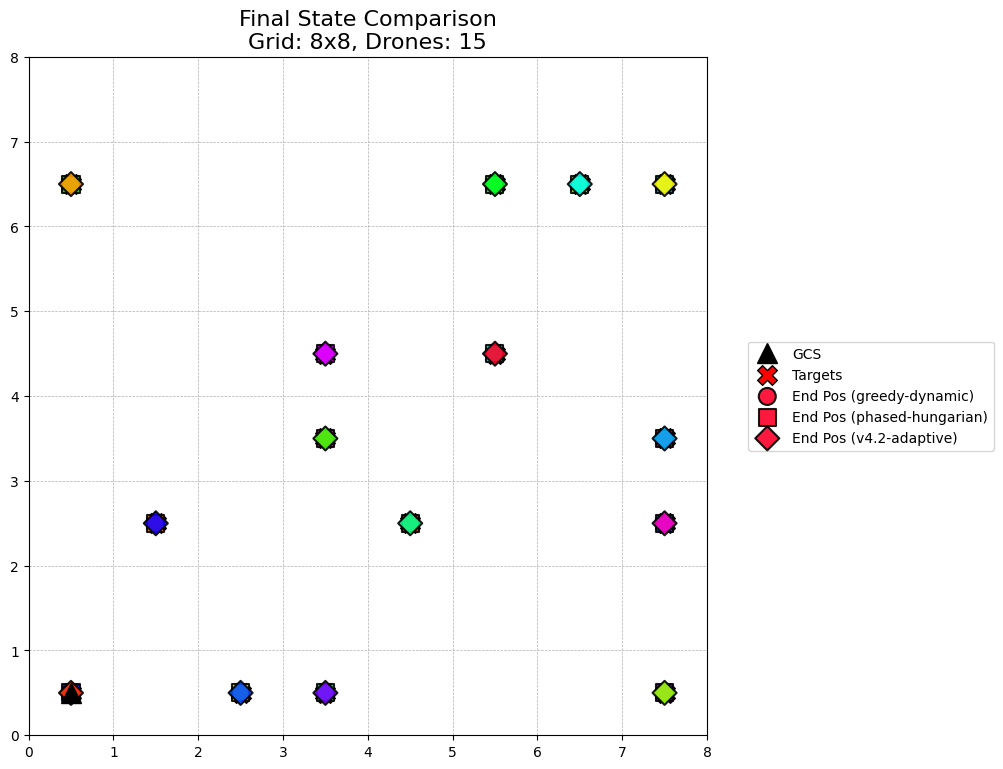 Final State Comparison
Grid: 8x8, Drones: 15
8
7
6
5
4
3
2
1
0
0 1 2 3 4 5 6 7 8
GCS
Targets
End Pos (greedy-dynamic)
End Pos (phased-hungarian)
End Pos (v4.2-adaptive)